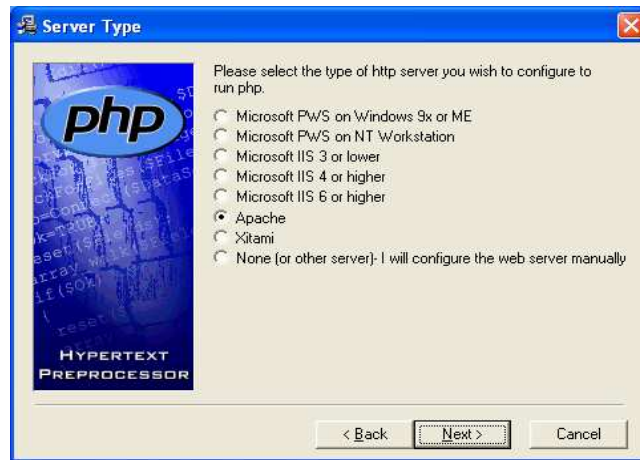 Server Type
Please select the type of http server you wish to configure to
run php.
Microsoft PWS on Windows 9x or ME
Microsoft PWS on NT Workstation
Microsoft IIS 3 or lower
Microsoft IIS 4 or higher
Microsoft IIS 6 or higher
Apache
Xitami
None (or other server)- I will configure the web server manually
php
HYPERTEXT
PREPROCESSOR
< Back
Next >
Cancel